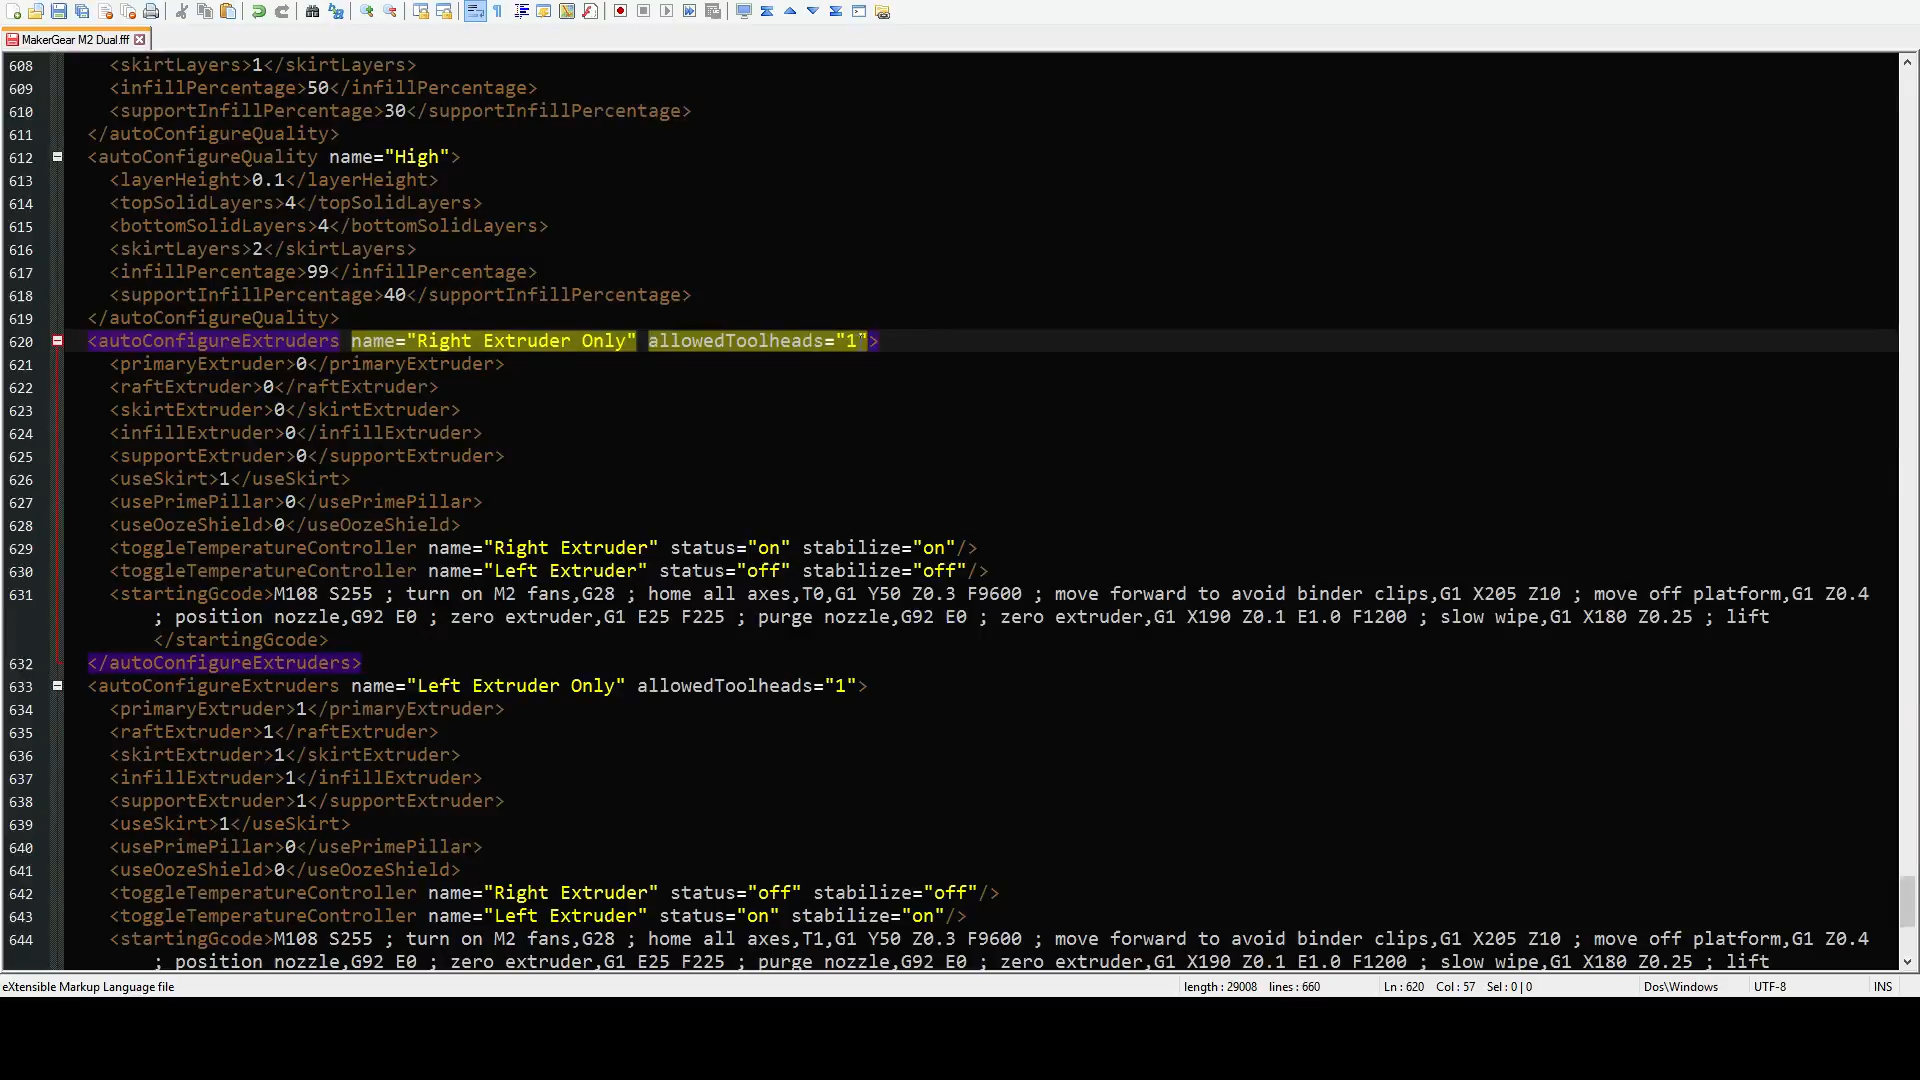 MakerGear M2 Dual.fff
608 <skirtLayers>1</skirtLayers>
609 <infillPercentage>50</infillPercentage>
610 <supportInfillPercentage>30</supportInfillPercentage>
611 </autoConfigureQuality>
612 <autoConfigureQuality name="High">
613 <layerHeight>0.1</layerHeight>
614 <topSolidLayers>4</topSolidLayers>
615 <bottomSolidLayers>4</bottomSolidLayers>
616 <skirtLayers>2</skirtLayers>
617 <infillPercentage>99</infillPercentage>
618 <supportInfillPercentage>40</supportInfillPercentage>
619 </autoConfigureQuality>
620 <autoConfigureExtruders name="Right Extruder Only" allowedToolheads="1">
621 <primaryExtruder>0</primaryExtruder>
622 <raftExtruder>0</raftExtruder>
623 <skirtExtruder>0</skirtExtruder>
624 <infillExtruder>0</infillExtruder>
625 <supportExtruder>0</supportExtruder>
626 <useSkirt>1</useSkirt>
627 <usePrimePillar>0</usePrimePillar>
628 <useOozeShield>0</useOozeShield>
629 <toggleTemperatureController name="Right Extruder" status="on" stabilize="on"/>
630 <toggleTemperatureController name="Left Extruder" status="off" stabilize="off"/>
631 <startingGcode>M108 S255 ; turn on M2 fans,G28 ; home all axes,T0,G1 Y50 Z0.3 F9600 ; move forward to avoid binder clips,G1 X205 Z10 ; move off platform,G1 Z0.4
; position nozzle,G92 E0 ; zero extruder,G1 E25 F225 ; purge nozzle,G92 E0 ; zero extruder,G1 X190 Z0.1 E1.0 F1200 ; slow wipe,G1 X180 Z0.25 ; lift
</startingGcode>
632 </autoConfigureExtruders>
633 <autoConfigureExtruders name="Left Extruder Only" allowedToolheads="1">
634 <primaryExtruder>1</primaryExtruder>
635 <raftExtruder>1</raftExtruder>
636 <skirtExtruder>1</skirtExtruder>
637 <infillExtruder>1</infillExtruder>
638 <supportExtruder>1</supportExtruder>
639 <useSkirt>1</useSkirt>
640 <usePrimePillar>0</usePrimePillar>
641 <useOozeShield>0</useOozeShield>
642 <toggleTemperatureController name="Right Extruder" status="off" stabilize="off"/>
643 <toggleTemperatureController name="Left Extruder" status="on" stabilize="on"/>
644 <startingGcode>M108 S255 ; turn on M2 fans,G28 ; home all axes,T1,G1 Y50 Z0.3 F9600 ; move forward to avoid binder clips,G1 X205 Z10 ; move off platform,G1 Z0.4
; position nozzle,G92 E0 ; zero extruder,G1 E25 F225 ; purge nozzle,G92 E0 ; zero extruder,G1 X190 Z0.1 E1.0 F1200 ; slow wipe,G1 X180 Z0.25 ; lift
eXtensible Markup Language file length : 29008 lines : 660 Ln : 620 Col : 57 Sel : 0 | 0 Dos\Windows UTF-8 INS